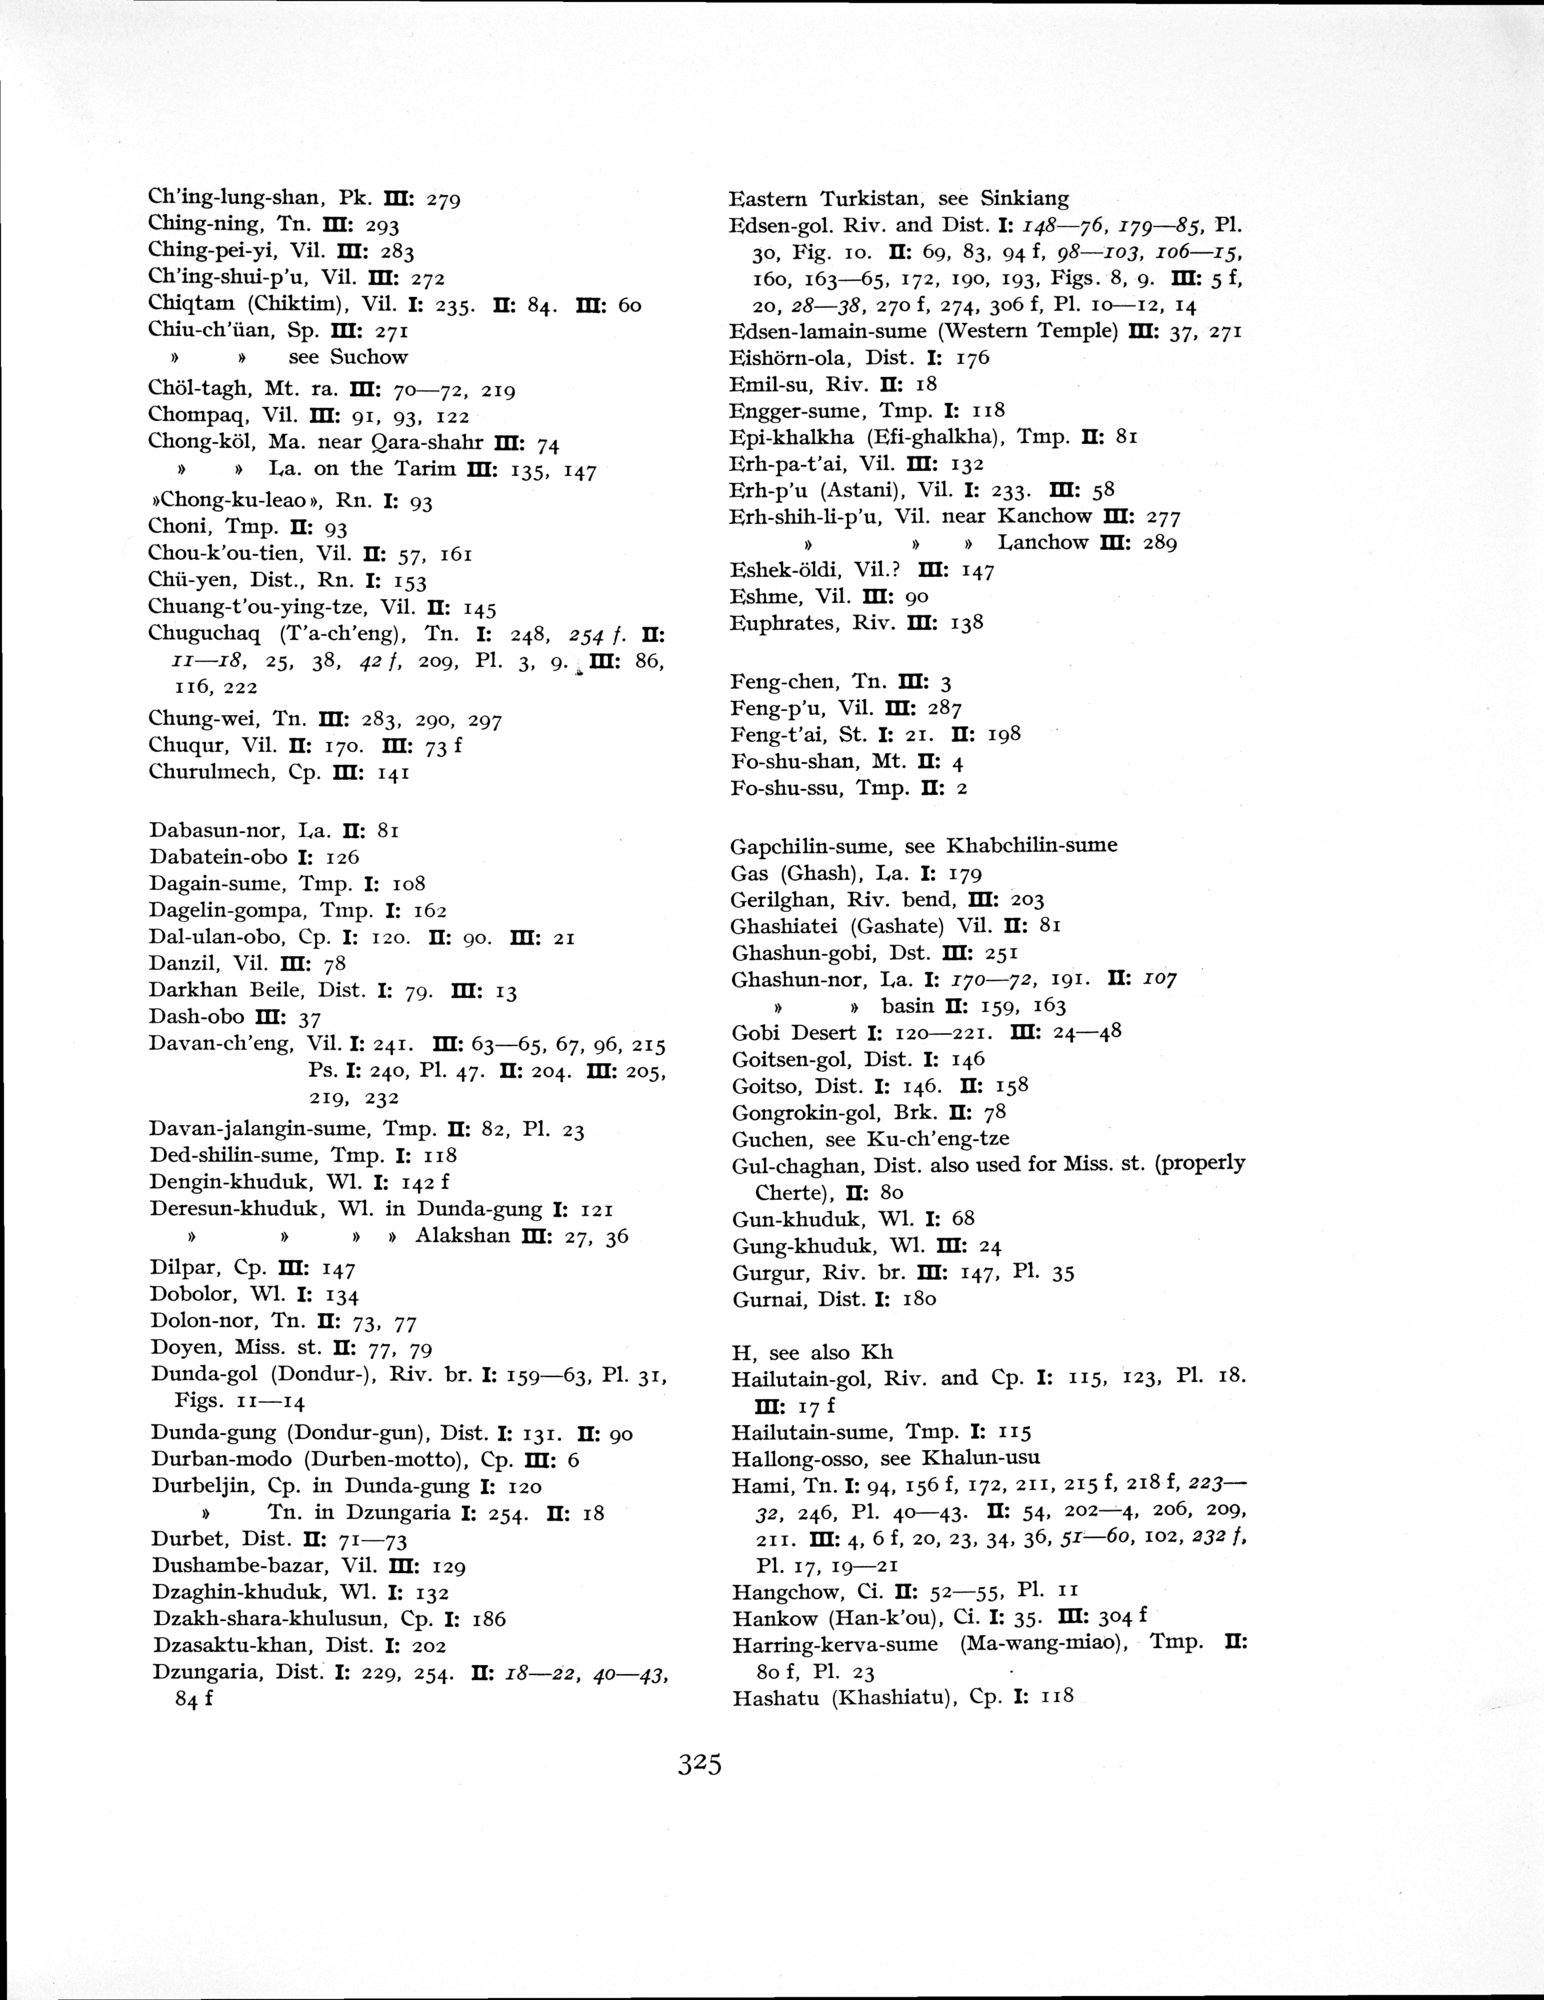 Ch'ing-lung-shan, Pk. III: 279
Ching-ning, Tn. III: 293
Ching-pei-yi, Vil. III: 283
Ch'ing-shui-p'u, Vil. III: 272
Chiqtam (Chiktim), Vil. I: 235. II: 84. III: 60
Chiu-ch'üan, Sp. III: 271
» » see Suchow
Chöl-tagh, Mt. ra. III: 70—72, 219
Chompaq, Vil. III: 91, 93, 122
Chong-köl, Ma. near Qara-shahr III: 74
» » La. on the Tarim III: 135, 147
»Chong-ku-leao», Rn. I: 93
Choni, Tmp. II: 93
Chou-k'ou-tien, Vil. II: 57, 161
Chü-yen, Dist., Rn. I: 153
Chuang-t'ou-ying-tze, Vil. II: 145
Chuguchaq (T'a-ch'eng), Tn. I: 248, 254 f. II:
11—18, 25, 38, 42 f, 209, Pl. 3, 9. III: 86,
116, 222
Chung-wei, Tn. III: 283, 290, 297
Chuqur, Vil. II: 170. III: 73 f
Churulmech, Cp. III: 141
Dabasun-nor, La. II: 81
Dabatein-obo I: 126
Dagain-sume, Tmp. I: 108
Dagelin-gompa, Tmp. I: 162
Dal-ulan-obo, Cp. I: 120. II: 90. III: 21
Danzil, Vil. III: 78
Darkhan Beile, Dist. I: 79. III: 13
Dash-obo III: 37
Davan-ch'eng, Vil. I: 241. III: 63—65, 67, 96, 215
Ps. I: 240, Pl. 47. II: 204. III: 205,
219, 232
Davan-jalangin-sume, Tmp. II: 82, Pl. 23
Ded-shilin-sume, Tmp. I: 118
Dengin-khuduk, Wl. I: 142 f
Deresun-khuduk, Wl. in Dunda-gung I: 121
» » » » Alakshan III: 27, 36
Dilpar, Cp. III: 147
Dobolor, Wl. I: 134
Dolon-nor, Tn. II: 73, 77
Doyen, Miss. st. II: 77, 79
Dunda-gol (Dondur-), Riv. br. I: 159—63, Pl. 31,
Figs. 11—14
Dunda-gung (Dondur-gun), Dist. I: 131. II: 90
Durban-modo (Durben-motto), Cp. III: 6
Durbeljin, Cp. in Dunda-gung I: 120
» Tn. in Dzungaria I: 254. II: 18
Durbet, Dist. II: 71—73
Dushambe-bazar, Vil. III: 129
Dzaghin-khuduk, Wl. I: 132
Dzakh-shara-khulusun, Cp. I: 186
Dzasaktu-khan, Dist. I: 202
Dzungaria, Dist. I: 229, 254. II: 18—22, 40—43,
84 f
Eastern Turkistan, see Sinkiang
Edsen-gol. Riv. and Dist. I: 148—76, 179—85, Pl.
30, Fig. 10. II: 69, 83, 94 f, 98—103, 106—15,
160, 163—65, 172, 190, 193, Figs. 8, 9. III: 5 f,
20, 28—38, 270 f, 274, 306 f, Pl. 10—12, 14
Edsen-lamain-sume (Western Temple) III: 37, 271
Eishörn-ola, Dist. I: 176
Emil-su, Riv. II: 18
Engger-sume, Tmp. I: 118
Epi-khalkha (Efi-ghalkha), Tmp. II: 81
Erh-pa-t'ai, Vil. III: 132
Erh-p'u (Astani), Vil. I: 233. III: 58
Erh-shih-li-p'u, Vil. near Kanchow III: 277
» » » Lanchow III: 289
Eshek-öldi, Vil.? III: 147
Eshme, Vil. III: 90
Euphrates, Riv. III: 138
Feng-chen, Tn. III: 3
Feng-p'u, Vil. III: 287
Feng-t'ai, St. I: 21. II: 198
Fo-shu-shan, Mt. II: 4
Fo-shu-ssu, Tmp. II: 2
Gapchilin-sume, see Khabchilin-sume
Gas (Ghash), La. I: 179
Gerilghan, Riv. bend, III: 203
Ghashiatei (Gashate) Vil. II: 81
Ghashun-gobi, Dst. III: 251
Ghashun-nor, La. I: 170—72, 191. II: 107
» » basin II: 159, 163
Gobi Desert I: 120—221. III: 24—48
Goitsen-gol, Dist. I: 146
Goitso, Dist. I: 146. II: 158
Gongrokin-gol, Brk. II: 78
Guchen, see Ku-ch'eng-tze
Gul-chaghan, Dist. also used for Miss. st. (properly
Cherte), II: 80
Gun-khuduk, Wl. I: 68
Gung-khuduk, Wl. III: 24
Gurgur, Riv. br. III: 147, Pl. 35
Gurnai, Dist. I: 180
H, see also Kh
Hailutain-gol, Riv. and Cp. I: 115, 123, Pl. 18.
III: 17 f
Hailutain-sume, Tmp. I: 115
Hallong-osso, see Khalun-usu
Hami, Tn. I: 94, 156 f, 172, 211, 215 f, 218 f, 223—
32, 246, Pl. 40—43. II: 54, 202—4, 206, 209,
211. III: 4, 6 f, 20, 23, 34, 36, 51—60, 102, 232 f,
Pl. 17, 19—21
Hangchow, Ci. II: 52—55, Pl. 11
Hankow (Han-k'ou), Ci. I: 35. III: 304 f
Harring-kerva-sume (Ma-wang-miao), Tmp. II:
80 f, Pl. 23
Hashatu (Khashiatu), Cp. I: 118
325